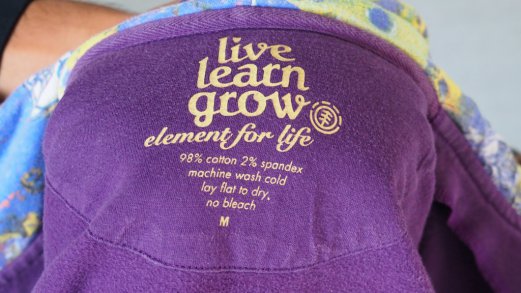 live
learn
grow
element for life
98% cotton 2% spandex
machine wash cold
lay flat to dry,
no bleach
M